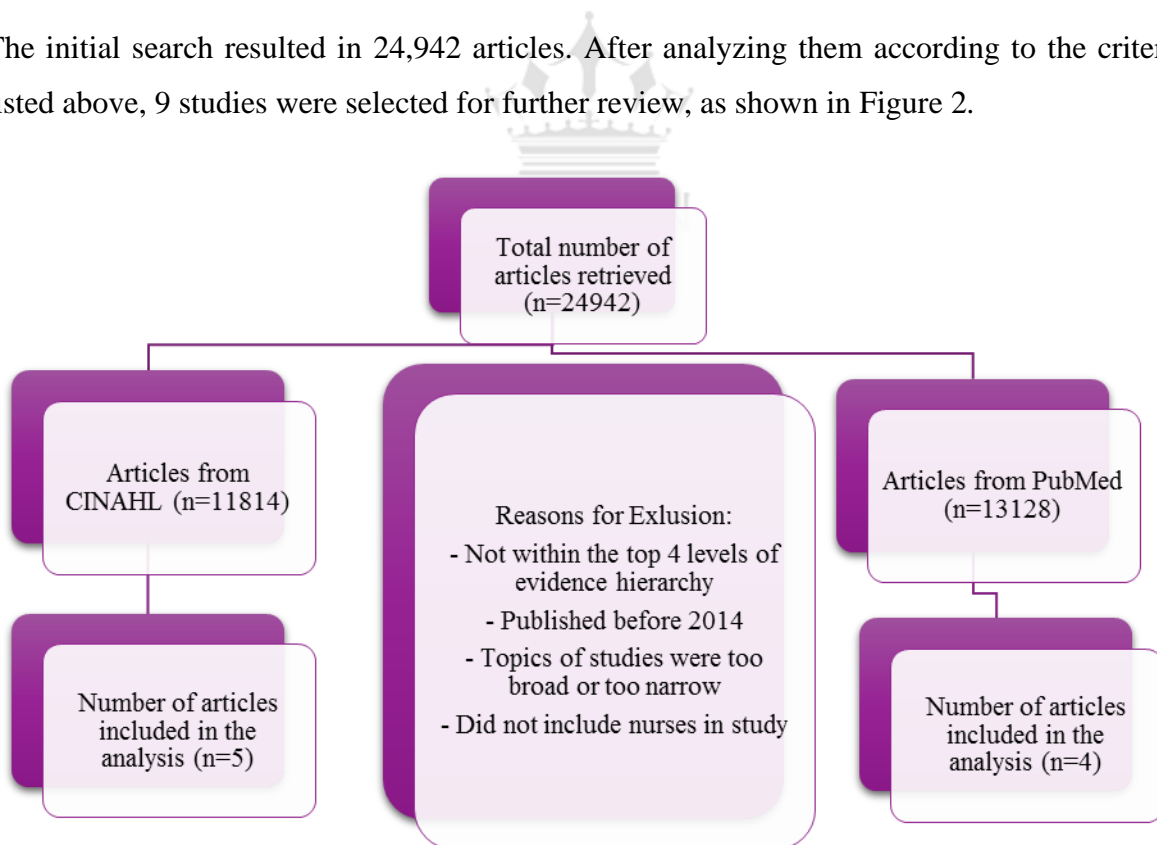 The initial search resulted in 24,942 articles. After analyzing them according to the criter
isted above, 9 studies were selected for further review, as shown in Figure 2.
Total number of
articles retrieved
(n=24942)
Articles from
CINAHL (n=11814)
Reasons for Exlusion:
- Not within the top 4 levels of
evidence hierarchy
- Published before 2014
- Topics of studies were too
broad or too narrow
- Did not include nurses in study
Articles from PubMed
(n=13128)
Number of articles
included in the
analysis (n=5)
Number of articles
included in the
analysis (n=4)